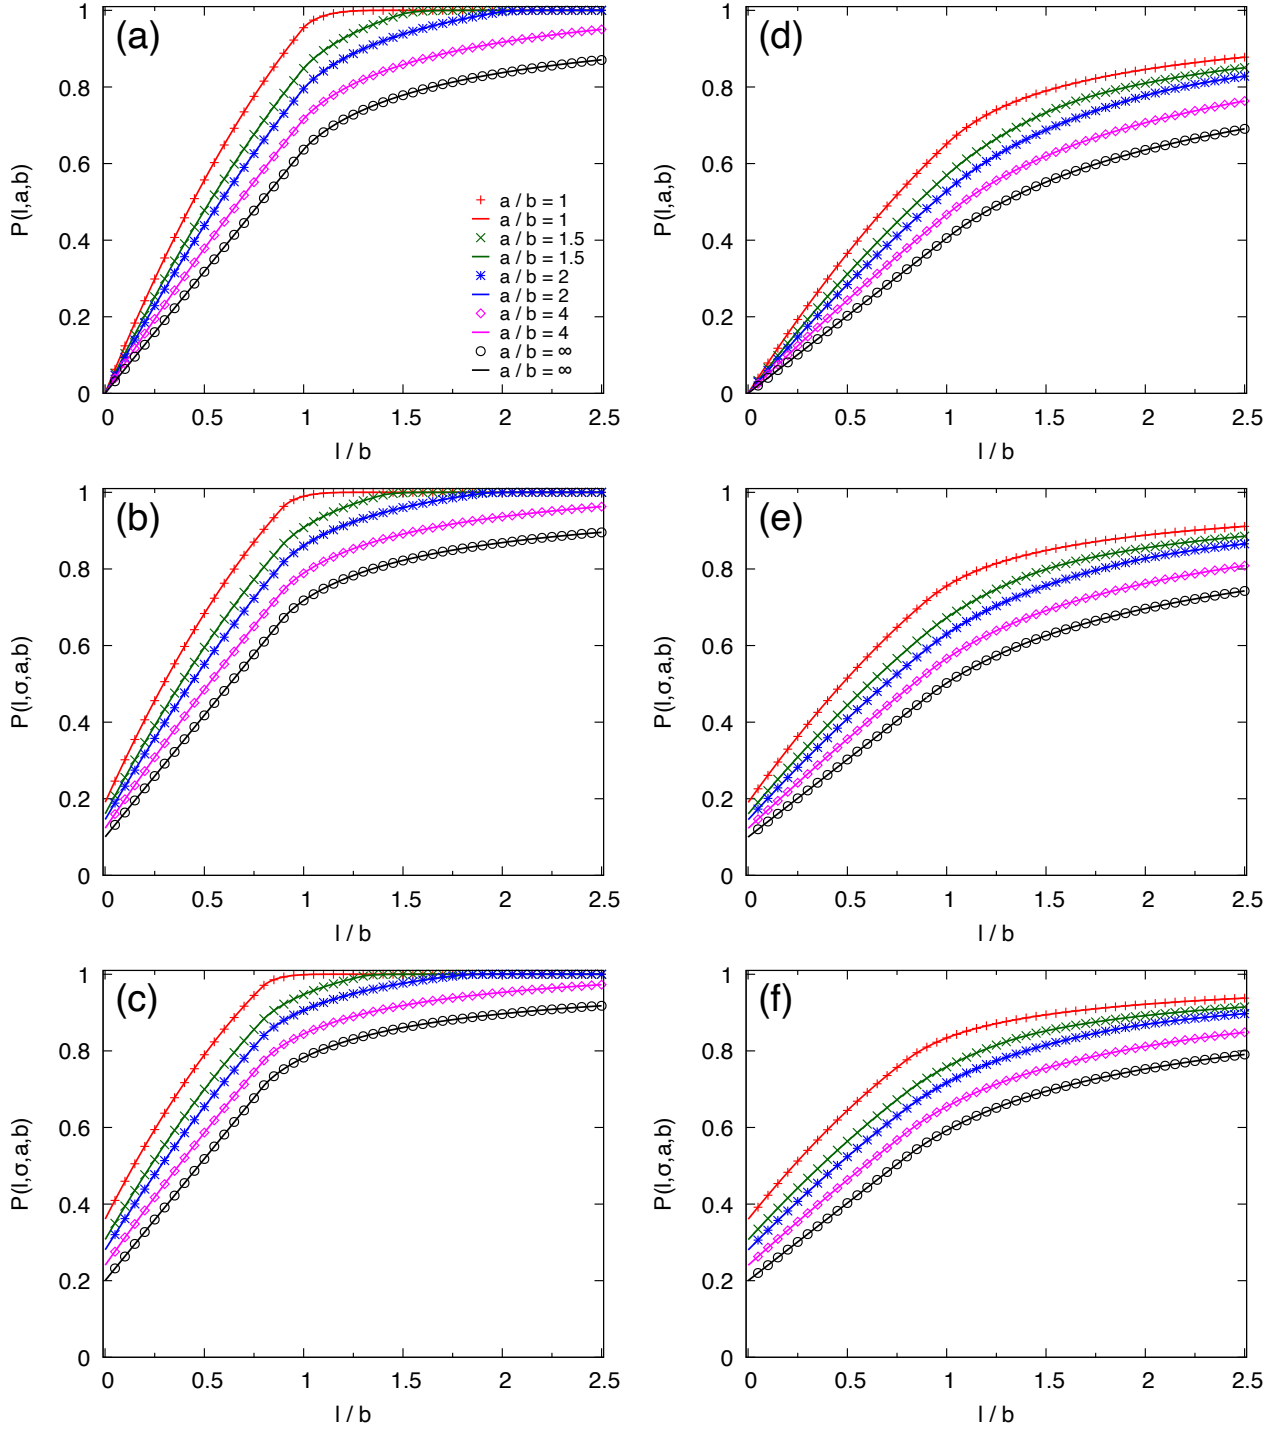 (a)
P(l,a,b)
1
0.8
0.6
0.4
0.2
0
0 0.5 1 1.5 2 2.5
l / b
a / b = 1
a / b = 1
a / b = 1.5
a / b = 1.5
a / b = 2
a / b = 2
a / b = 4
a / b = 4
a / b = ∞
a / b = ∞
(d)
P(l,a,b)
1
0.8
0.6
0.4
0.2
0
0 0.5 1 1.5 2 2.5
l / b
(b)
P(l,σ,a,b)
1
0.8
0.6
0.4
0.2
0
0 0.5 1 1.5 2 2.5
l / b
(e)
P(l,σ,a,b)
1
0.8
0.6
0.4
0.2
0
0 0.5 1 1.5 2 2.5
l / b
(c)
P(l,σ,a,b)
1
0.8
0.6
0.4
0.2
0
0 0.5 1 1.5 2 2.5
l / b
(f)
P(l,σ,a,b)
1
0.8
0.6
0.4
0.2
0
0 0.5 1 1.5 2 2.5
l / b